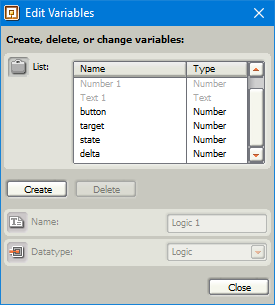 Edit Variables
Create, delete, or change variables:
List:
Name Type
Number 1 Number
Text 1 Text
button Number
target Number
state Number
delta Number
Create Delete
Name: Logic 1
Datatype: Logic
Close